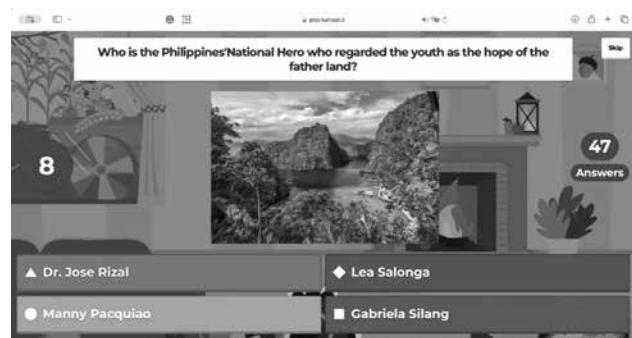 Who is the Philippines'National Hero who regarded the youth as the hope of the
father land?
Skip
8
47
Answers
Dr. Jose Rizal
Lea Salonga
Manny Pacquiao
Gabriela Silang